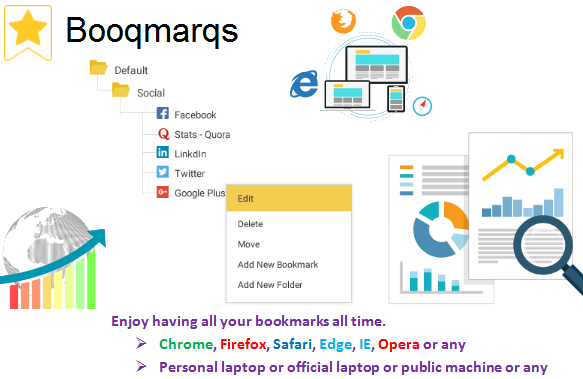 Booqmarqs
Default
Social
Facebook
Stats - Quora
LinkdIn
Twitter
Google Plus
Edit
Delete
Move
Add New Bookmark
Add New Folder
Enjoy having all your bookmarks all time.
Chrome, Firefox, Safari, Edge, IE, Opera or any
Personal laptop or official laptop or public machine or any